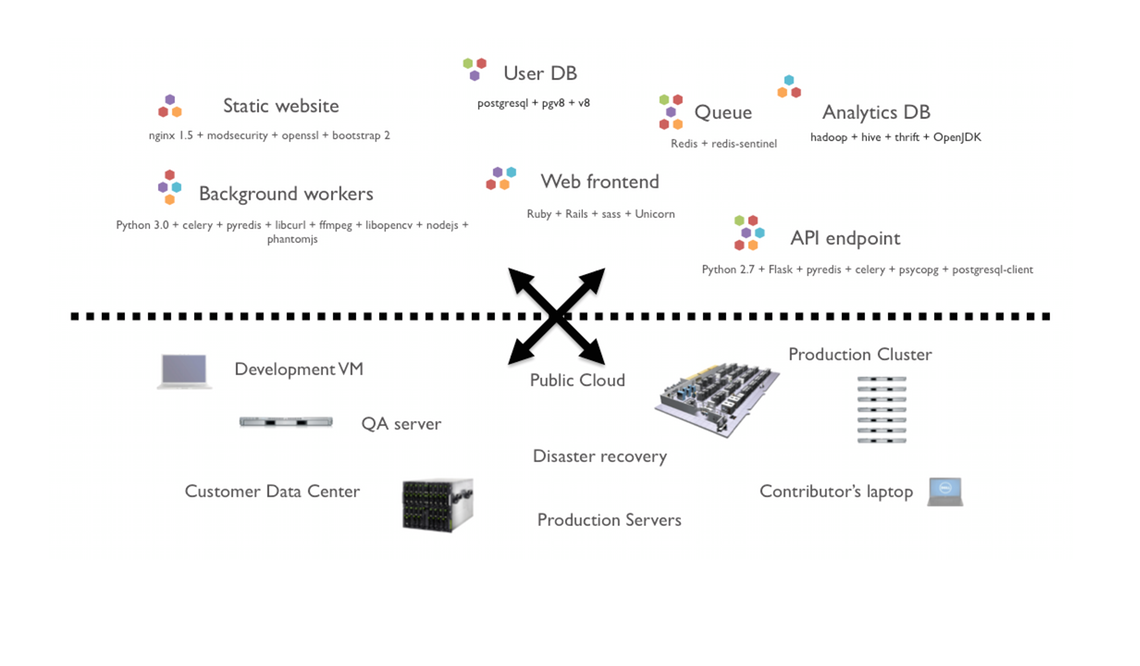 User DB
postgresql + pgv8 + v8
Static website
nginx 1.5 + modsecurity + openssl + bootstrap 2
Queue
Redis + redis-sentinel
Analytics DB
hadoop + hive + thrift + OpenJDK
Background workers
Python 3.0 + celery + pyredis + libcurl + ffmpeg + libopencv + nodejs +
phantomjs
Web frontend
Ruby + Rails + sass + Unicorn
API endpoint
Python 2.7 + Flask + pyredis + celery + psycopg + postgresql-client
Development VM
Public Cloud
Production Cluster
QA server
Disaster recovery
Customer Data Center
Contributor's laptop
Production Servers